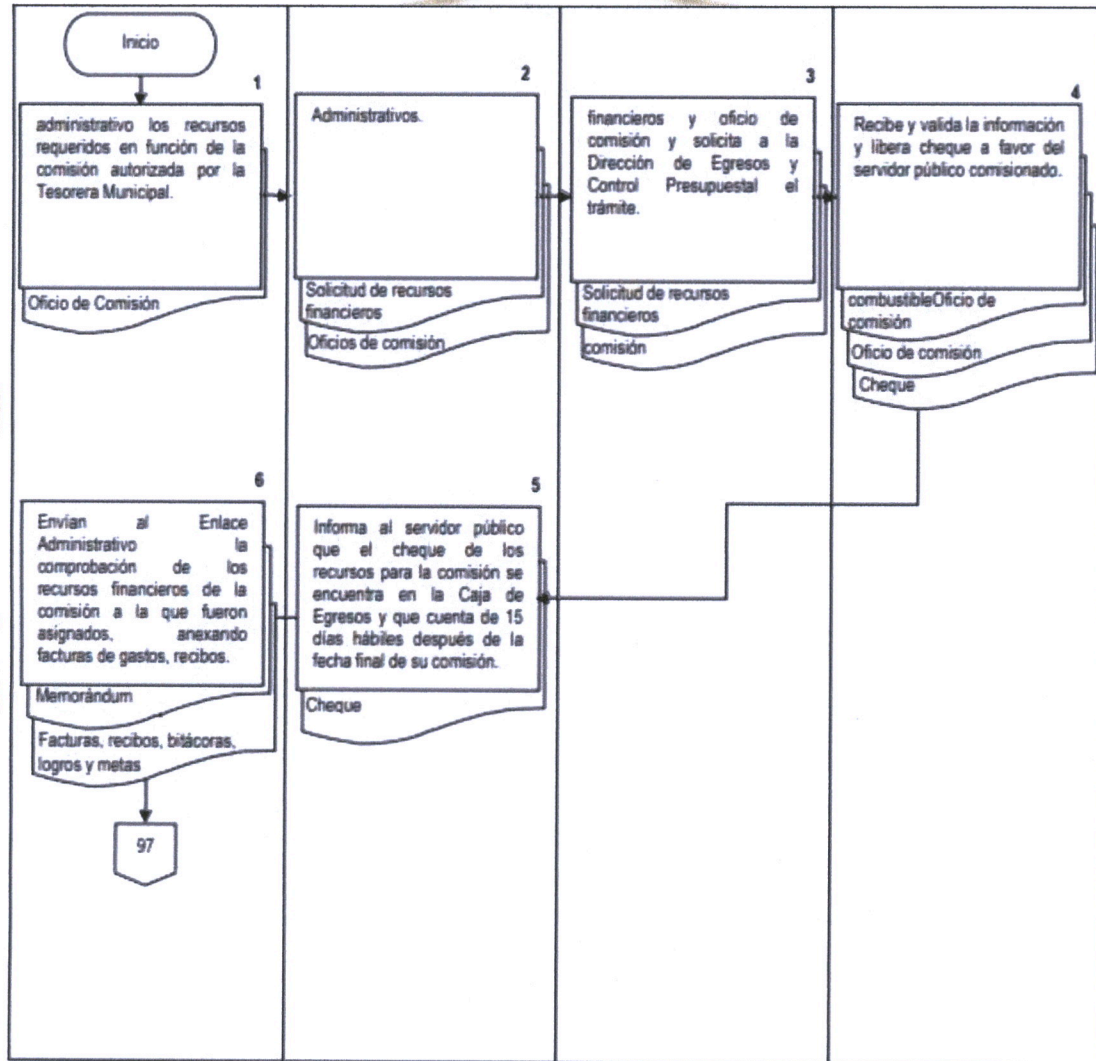 Inicio
1
administrativo los recursos
requeridos en función de la
comisión autorizada por la
Tesorera Municipal.
Oficio de Comisión
2
Administrativos.
Solicitud de recursos
financieros
Oficios de comisión
3
financieros y oficio de
comisión y solicita a la
Dirección de Egresos y
Control Presupuestal el
trámite.
Solicitud de recursos
financieros
comisión
4
Recibe y valida la información
y libera cheque a favor del
servidor público comisionado.
combustibleOficio de
comisión
Oficio de comisión
Cheque
5
Informa al servidor público
que el cheque de los
recursos para la comisión se
encuentra en la Caja de
Egresos y que cuenta de 15
días hábiles después de la
fecha final de su comisión.
Cheque
6
Envían al Enlace
Administrativo la
comprobación de los
recursos financieros de la
comisión a la que fueron
asignados, anexando
facturas de gastos, recibos.
Memorándum
Facturas, recibos, bitácoras,
logros y metas
97